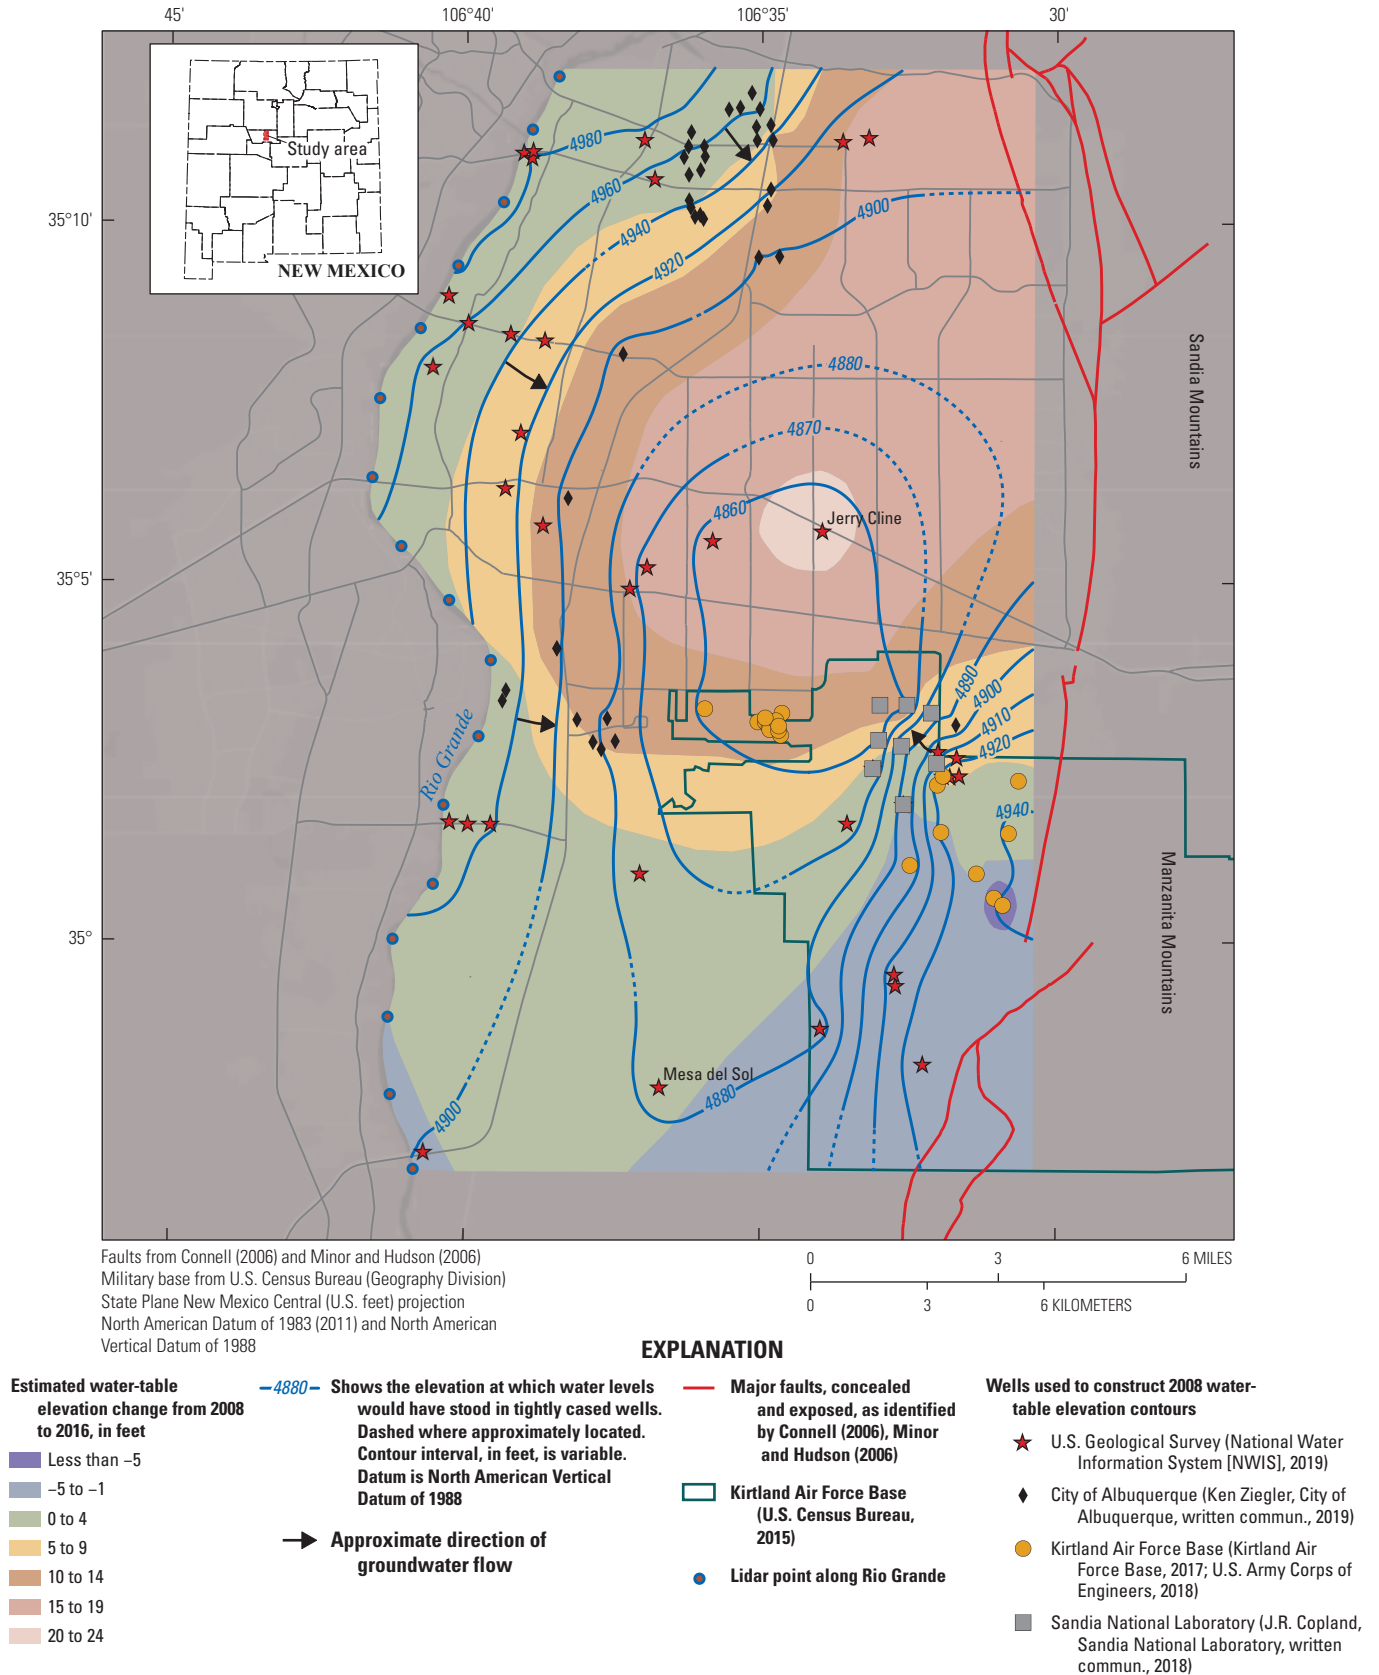 45'
106°40'
106°35'
30'
Study area
NEW MEXICO
35°10'
35°5'
35°
4980
4960
4940
4920
4900
4880
4870
4860
Jerry Cline
Sandia Mountains
4890
4900
4910
4920
4940
Rio Grande
Manzanita Mountains
Mesa del Sol
4880
4900
Faults from Connell (2006) and Minor and Hudson (2006)
Military base from U.S. Census Bureau (Geography Division)
State Plane New Mexico Central (U.S. feet) projection
North American Datum of 1983 (2011) and North American
Vertical Datum of 1988
0 3 6 MILES
0 3 6 KILOMETERS
EXPLANATION
Estimated water-table
elevation change from 2008
to 2016, in feet
Less than –5
–5 to –1
0 to 4
5 to 9
10 to 14
15 to 19
20 to 24
4880
Shows the elevation at which water levels
would have stood in tightly cased wells.
Dashed where approximately located.
Contour interval, in feet, is variable.
Datum is North American Vertical
Datum of 1988
Approximate direction of
groundwater flow
Major faults, concealed
and exposed, as identified
by Connell (2006), Minor
and Hudson (2006)
Kirtland Air Force Base
(U.S. Census Bureau,
2015)
Lidar point along Rio Grande
Wells used to construct 2008 water-
table elevation contours
U.S. Geological Survey (National Water
Information System [NWIS], 2019)
City of Albuquerque (Ken Ziegler, City of
Albuquerque, written commun., 2019)
Kirtland Air Force Base (Kirtland Air
Force Base, 2017; U.S. Army Corps of
Engineers, 2018)
Sandia National Laboratory (J.R. Copland,
Sandia National Laboratory, written
commun., 2018)